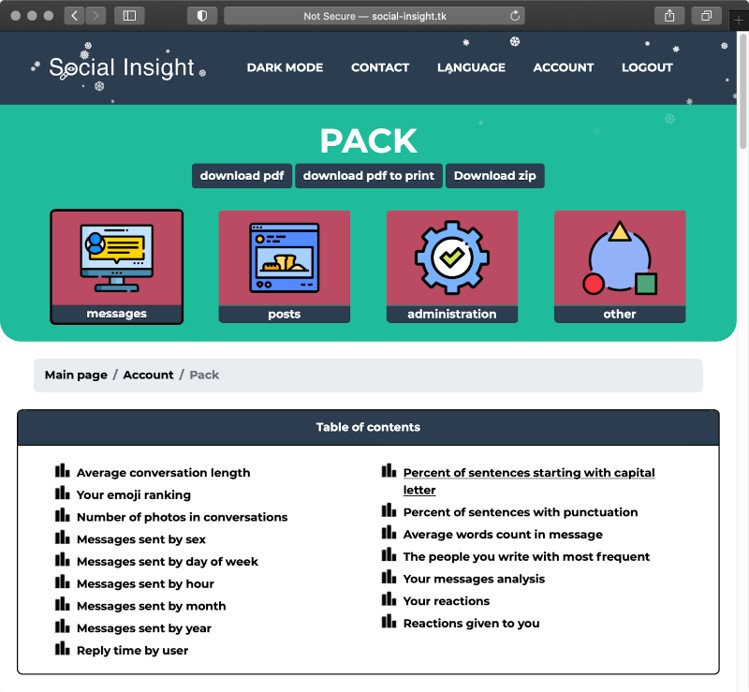 Not Secure — social-insight.tk
Social Insight
DARK MODE CONTACT LANGUAGE ACCOUNT LOGOUT
PACK
download pdf download pdf to print Download zip
messages posts administration other
Main page / Account / Pack
Table of contents
Average conversation length
Your emoji ranking
Number of photos in conversations
Messages sent by sex
Messages sent by day of week
Messages sent by hour
Messages sent by month
Messages sent by year
Reply time by user
Percent of sentences starting with capital
letter
Percent of sentences with punctuation
Average words count in message
The people you write with most frequent
Your messages analysis
Your reactions
Reactions given to you